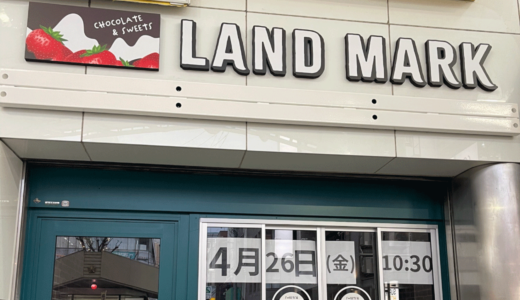 CHOCOLATE
& SWEETS
LAND MARK
4月26日(金) 10:30